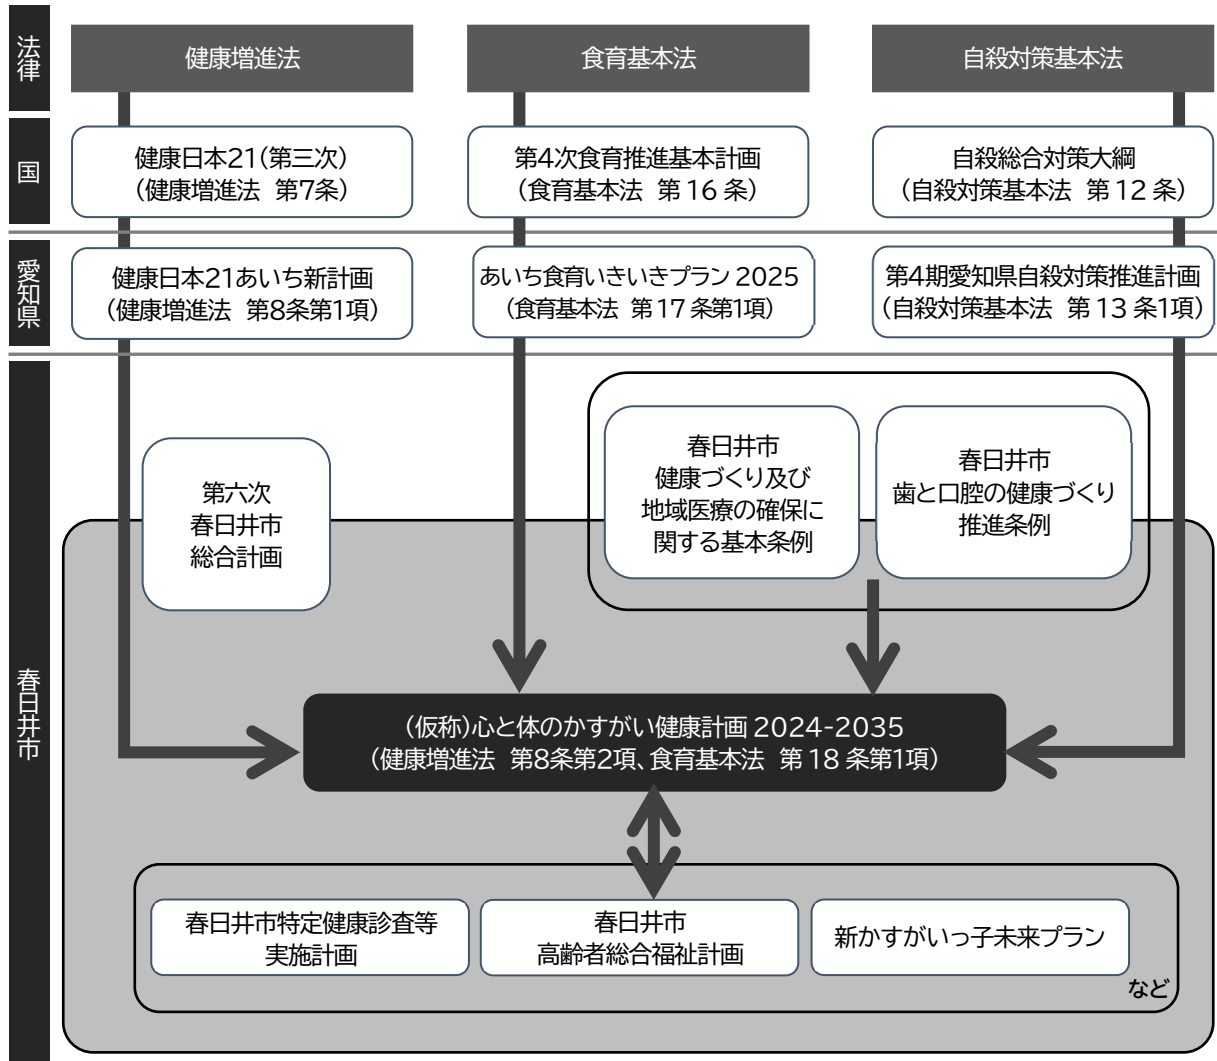 法律
健康増進法
食育基本法
自殺対策基本法
国
健康日本21(第三次)
(健康増進法　第7条)
第4次食育推進基本計画
(食育基本法　第 16 条)
自殺総合対策大綱
(自殺対策基本法　第 12 条)
愛知県
健康日本21あいち新計画
(健康増進法　第8条第1項)
あいち食育いきいきプラン 2025
(食育基本法　第 17 条第1項)
第4期愛知県自殺対策推進計画
(自殺対策基本法　第 13 条1項)
春日井市
第六次
春日井市
総合計画
春日井市
健康づくり及び
地域医療の確保に
関する基本条例
春日井市
歯と口腔の健康づくり
推進条例
(仮称)心と体のかすがい健康計画 2024-2035
(健康増進法　第8条第2項、食育基本法　第 18 条第1項)
春日井市特定健康診査等
実施計画
春日井市
高齢者総合福祉計画
新かすがいっ子未来プラン
など